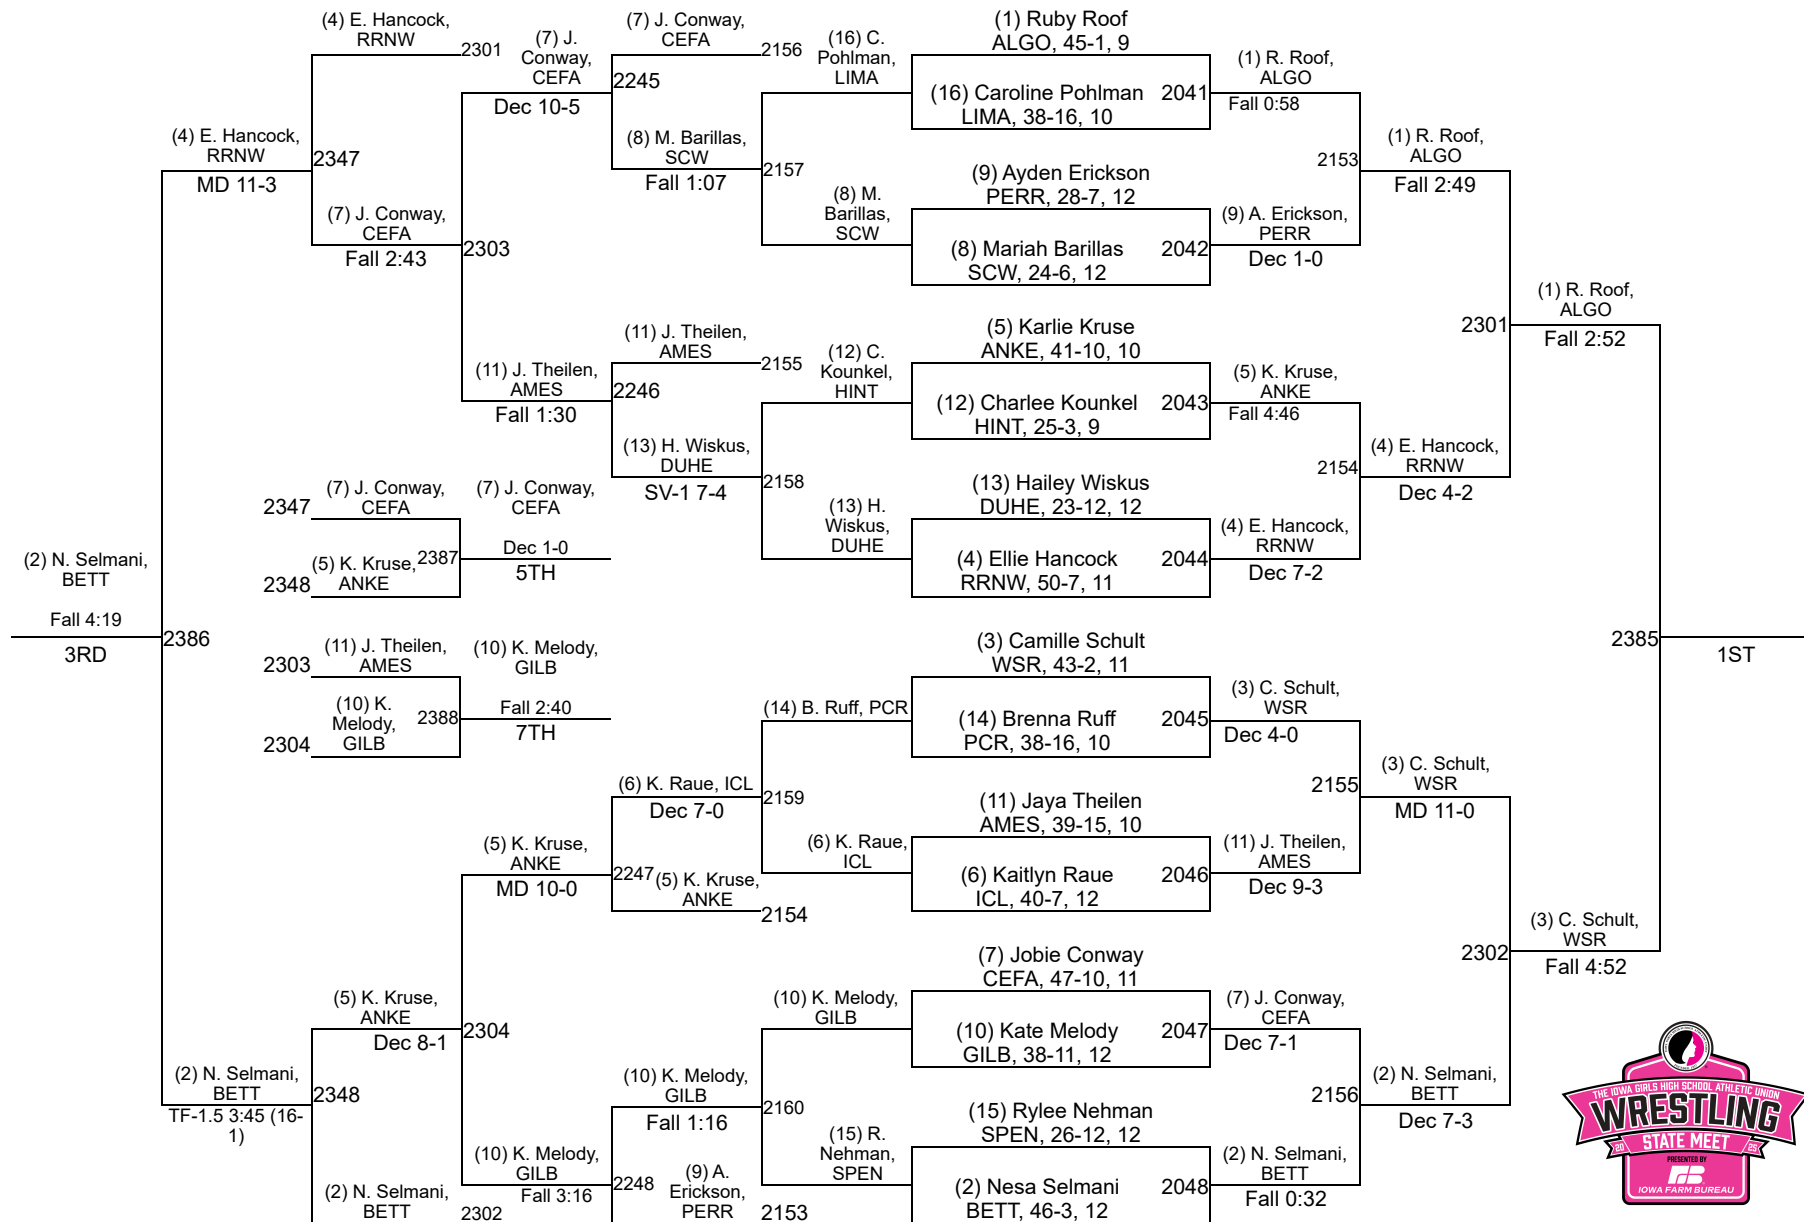 (4) E. Hancock,
RRNW
2301
(7) J.
Conway,
CEFA
Dec 10-5
(7) J. Conway,
CEFA
2156
2245
(8) M. Barillas,
SCW
Fall 1:07
(16) C.
Pohlman,
LIMA
2157
(8) M.
Barillas,
SCW
(1) Ruby Roof
ALGO, 45-1, 9
(16) Caroline Pohlman
LIMA, 38-16, 10
2041
(1) R. Roof,
ALGO
Fall 0:58
(9) Ayden Erickson
PERR, 28-7, 12
(8) Mariah Barillas
SCW, 24-6, 12
2042
(9) A. Erickson,
PERR
Dec 1-0
2153
(1) R. Roof,
ALGO
Fall 2:49
(4) E. Hancock,
RRNW
MD 11-3
2347
(7) J. Conway,
CEFA
Fall 2:43
2303
(11) J. Theilen,
AMES
Fall 1:30
(11) J. Theilen,
AMES
2155
2246
(13) H. Wiskus,
DUHE
SV-1 7-4
(12) C.
Kounkel,
HINT
2158
(13) H.
Wiskus,
DUHE
(5) Karlie Kruse
ANKE, 41-10, 10
(12) Charlee Kounkel
HINT, 25-3, 9
2043
(5) K. Kruse,
ANKE
Fall 4:46
(13) Hailey Wiskus
DUHE, 23-12, 12
(4) Ellie Hancock
RRNW, 50-7, 11
2044
(4) E. Hancock,
RRNW
Dec 7-2
2154
(4) E. Hancock,
RRNW
Dec 4-2
2301
(1) R. Roof,
ALGO
Fall 2:52
2347
(7) J. Conway,
CEFA
2348
(5) K. Kruse,
ANKE
2387
(7) J. Conway,
CEFA
Dec 1-0
5TH
(2) N. Selmani,
BETT
Fall 4:19
3RD
2386
2303
(11) J. Theilen,
AMES
2304
(10) K.
Melody,
GILB
2388
(10) K. Melody,
GILB
Fall 2:40
7TH
2385
1ST
(14) B. Ruff, PCR
(6) K. Raue, ICL
Dec 7-0
2159
(6) K. Raue,
ICL
(3) Camille Schult
WSR, 43-2, 11
(14) Brenna Ruff
PCR, 38-16, 10
2045
(3) C. Schult,
WSR
Dec 4-0
(11) Jaya Theilen
AMES, 39-15, 10
(6) Kaitlyn Raue
ICL, 40-7, 12
2046
(11) J. Theilen,
AMES
Dec 9-3
2155
(3) C. Schult,
WSR
MD 11-0
(5) K. Kruse,
ANKE
MD 10-0
2247
(5) K. Kruse,
ANKE
2154
2302
(3) C. Schult,
WSR
Fall 4:52
(5) K. Kruse,
ANKE
Dec 8-1
2304
(2) N. Selmani,
BETT
TF-1.5 3:45 (16-
1)
2348
(10) K. Melody,
GILB
Fall 3:16
(10) K. Melody,
GILB
Fall 1:16
2160
(10) K. Melody,
GILB
(15) R.
Nehman,
SPEN
(7) Jobie Conway
CEFA, 47-10, 11
(10) Kate Melody
GILB, 38-11, 12
2047
(7) J. Conway,
CEFA
Dec 7-1
(15) Rylee Nehman
SPEN, 26-12, 12
(2) Nesa Selmani
BETT, 46-3, 12
2048
(2) N. Selmani,
BETT
Fall 0:32
2156
(2) N. Selmani,
BETT
Dec 7-3
(2) N. Selmani,
BETT
2302
2248
(9) A.
Erickson,
PERR
2153
THE IOWA GIRLS HIGH SCHOOL ATHLETIC UNION
WRESTLING
20 STATE MEET 25
PRESENTED BY
FB
IOWA FARM BUREAU